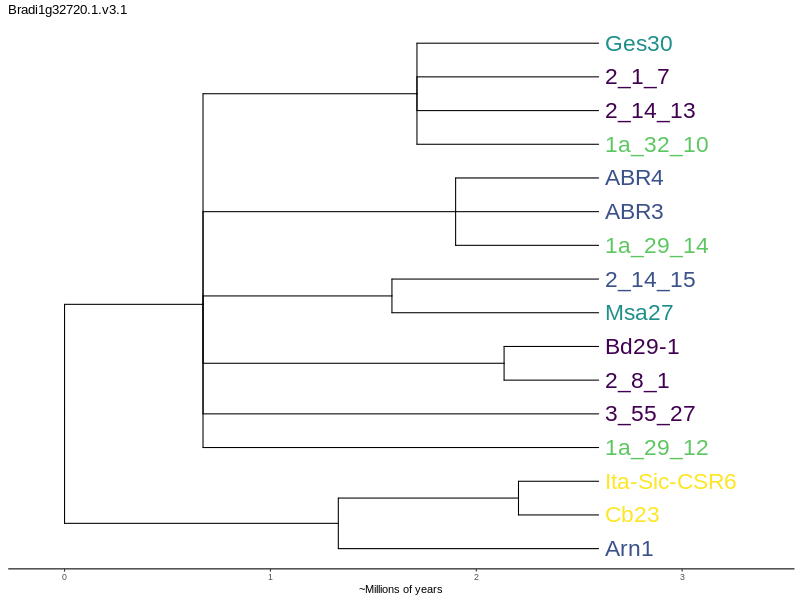 Bradi1g32720.1.v3.1
Ges30
2_1_7
2_14_13
1a_32_10
ABR4
ABR3
1a_29_14
2_14_15
Msa27
Bd29-1
2_8_1
3_55_27
1a_29_12
Ita-Sic-CSR6
Cb23
Arn1
0 1 2 3
~Millions of years